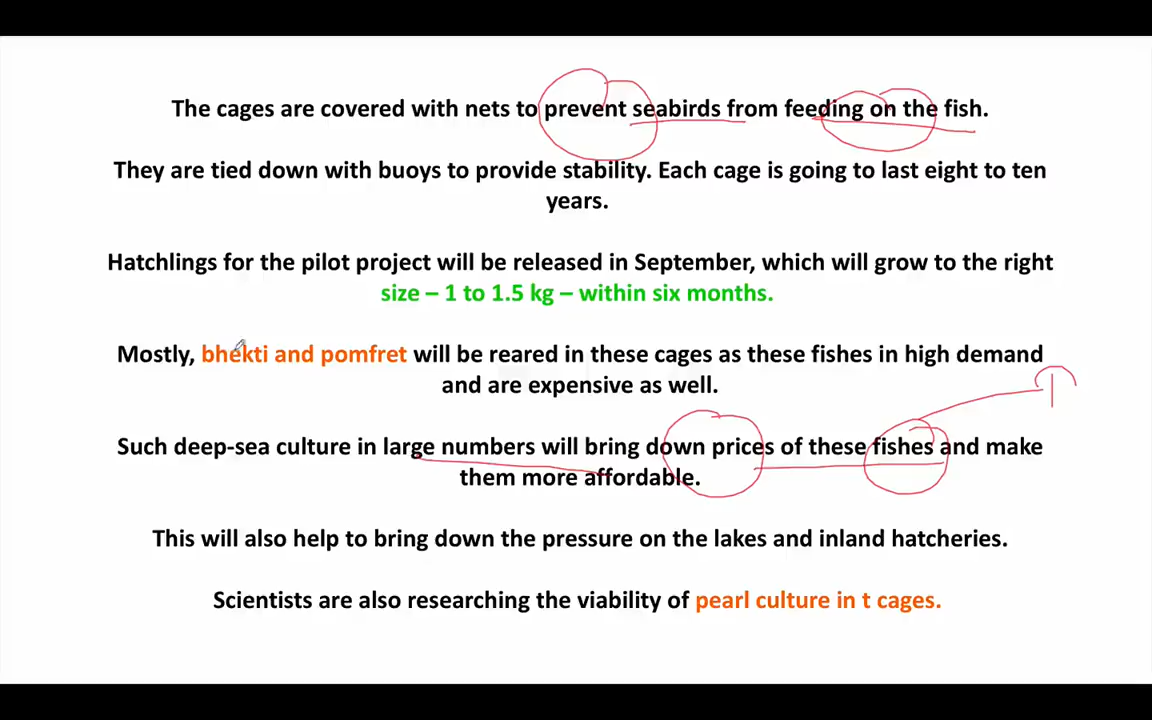 The cages are covered with nets to prevent seabirds from feeding on the fish.
They are tied down with buoys to provide stability. Each cage is going to last eight to ten
years.
Hatchlings for the pilot project will be released in September, which will grow to the right
size – 1 to 1.5 kg – within six months.
Mostly, bhekti and pomfret will be reared in these cages as these fishes in high demand
and are expensive as well.
Such deep-sea culture in large numbers will bring down prices of these fishes and make
them more affordable.
This will also help to bring down the pressure on the lakes and inland hatcheries.
Scientists are also researching the viability of pearl culture in t cages.